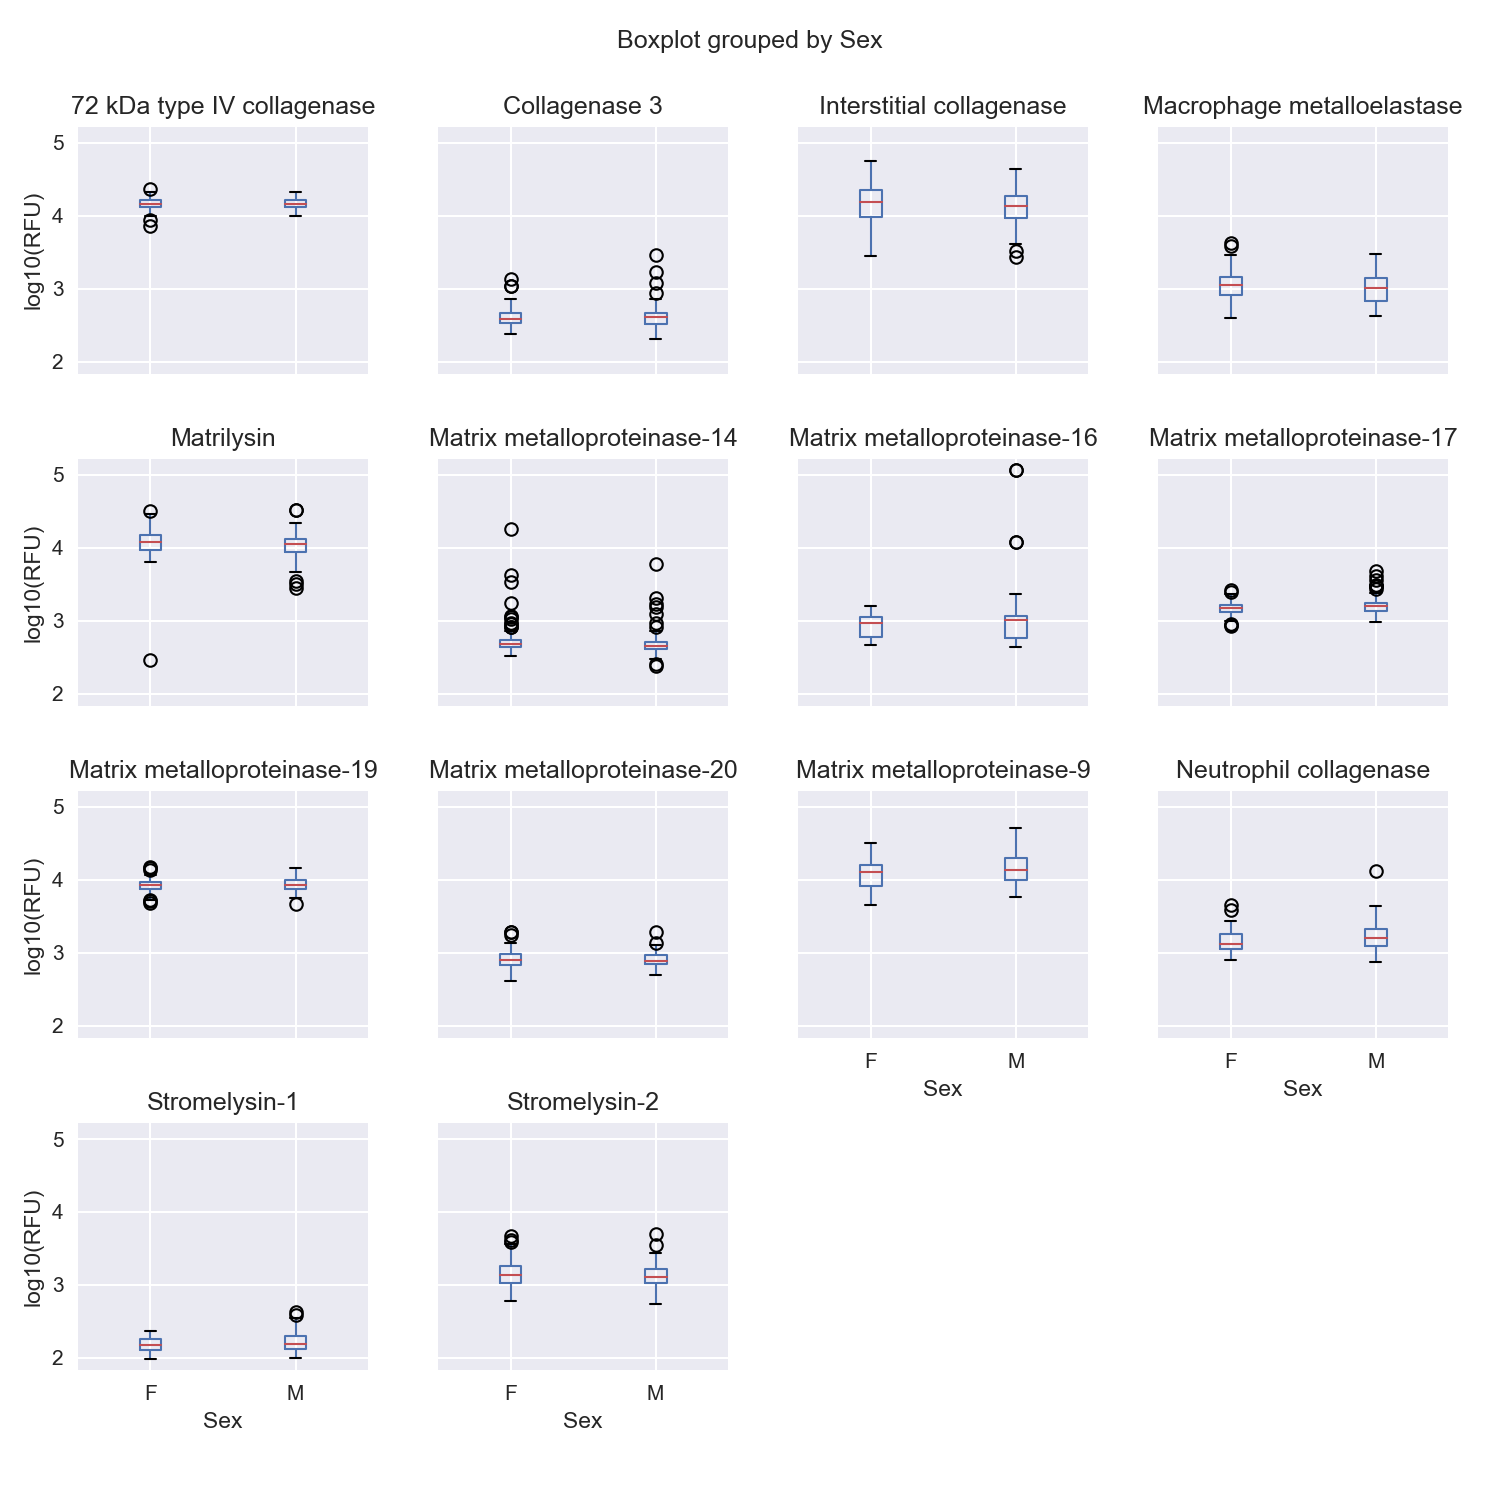 Boxplot grouped by Sex
72 kDa type IV collagenase
Collagenase 3
Interstitial collagenase
Macrophage metalloelastase
5
4
3
2
log10(RFU)
Matrilysin
Matrix metalloproteinase-14
Matrix metalloproteinase-16
Matrix metalloproteinase-17
5
4
3
2
log10(RFU)
Matrix metalloproteinase-19
Matrix metalloproteinase-20
Matrix metalloproteinase-9
Neutrophil collagenase
5
4
3
2
log10(RFU)
F M
Sex
F M
Sex
Stromelysin-1
Stromelysin-2
5
4
3
2
log10(RFU)
F M
Sex
F M
Sex